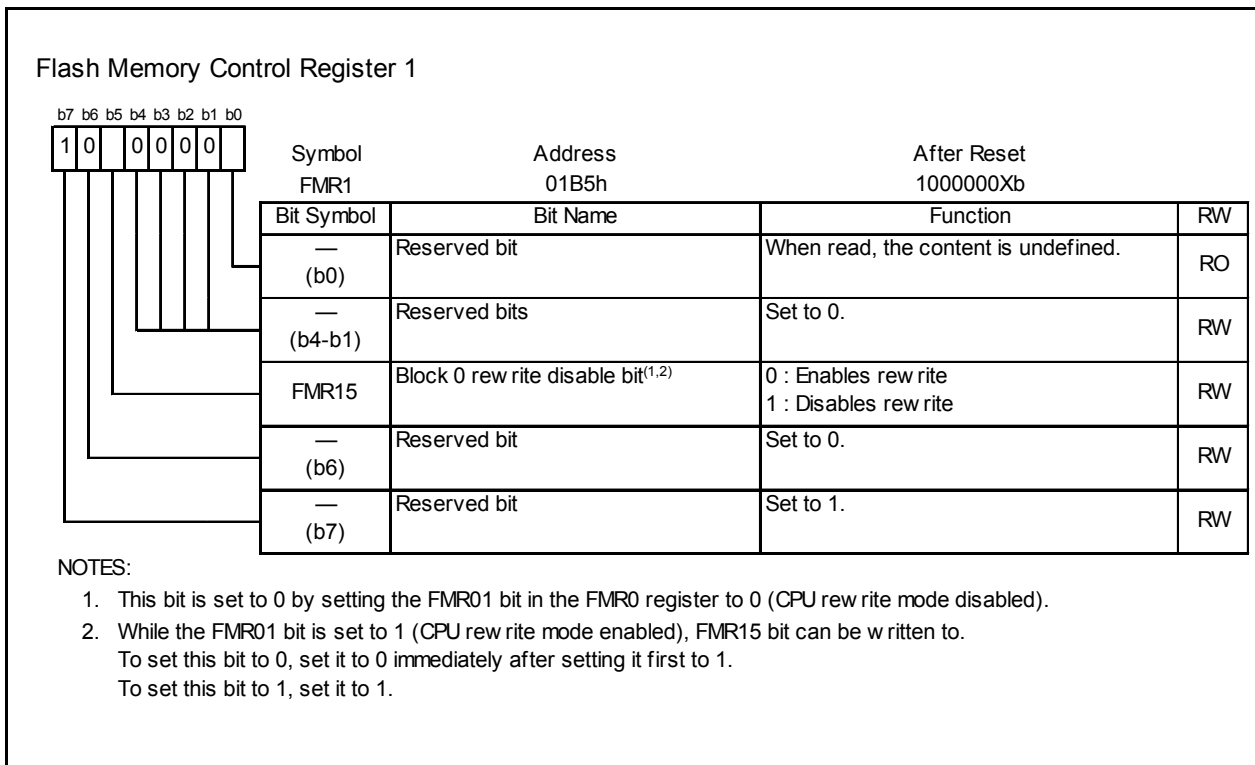 Flash Memory Control Register 1
b7 b6 b5 b4 b3 b2 b1 b0
1 0 0 0 0 0
Symbol Address After Reset
FMR1 01B5h 1000000Xb
Bit Symbol Bit Name Function RW
— (b0) Reserved bit When read, the content is undefined. RO
— (b4-b1) Reserved bits Set to 0. RW
FMR15 Block 0 rew rite disable bit(1,2) 0 : Enables rew rite RW
1 : Disables rew rite
— (b6) Reserved bit Set to 0. RW
— (b7) Reserved bit Set to 1. RW
NOTES:
1. This bit is set to 0 by setting the FMR01 bit in the FMR0 register to 0 (CPU rew rite mode disabled).
2. While the FMR01 bit is set to 1 (CPU rew rite mode enabled), FMR15 bit can be w ritten to.
To set this bit to 0, set it to 0 immediately after setting it first to 1.
To set this bit to 1, set it to 1.